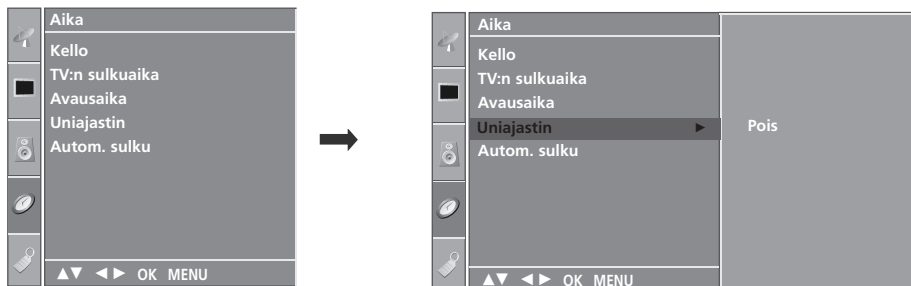 Aika
Kello
TV:n sulkuaika
Avausaika
Uniajastin
Autom. sulku
▲▼ ◄► OK MENU
Aika
Kello
TV:n sulkuaika
Avausaika
Uniajastin ►
Pois
Autom. sulku
▲▼ ◄► OK MENU